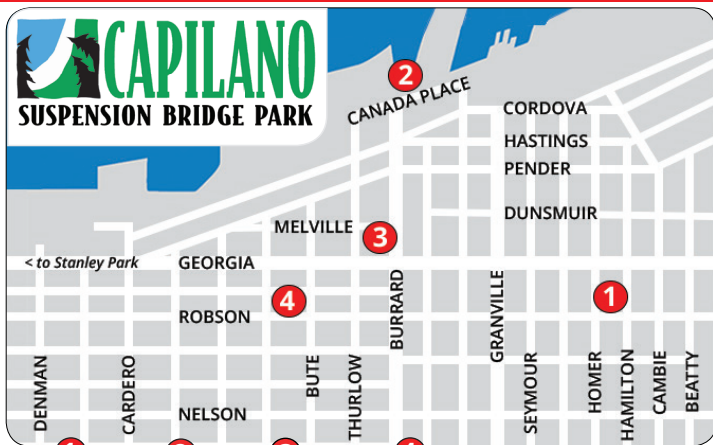 CAPILANO
SUSPENSION BRIDGE PARK
2
CANADA PLACE
CORDOVA
HASTINGS
PENDER
DUNSMUIR
MELVILLE
3
< to Stanley Park
GEORGIA
4
1
ROBSON
BURRARD
GRANVILLE
DENMAN
CARDERO
BUTE
THURLOW
SEYMOUR
HOMER
HAMILTON
CAMBIE
BEATTY
NELSON